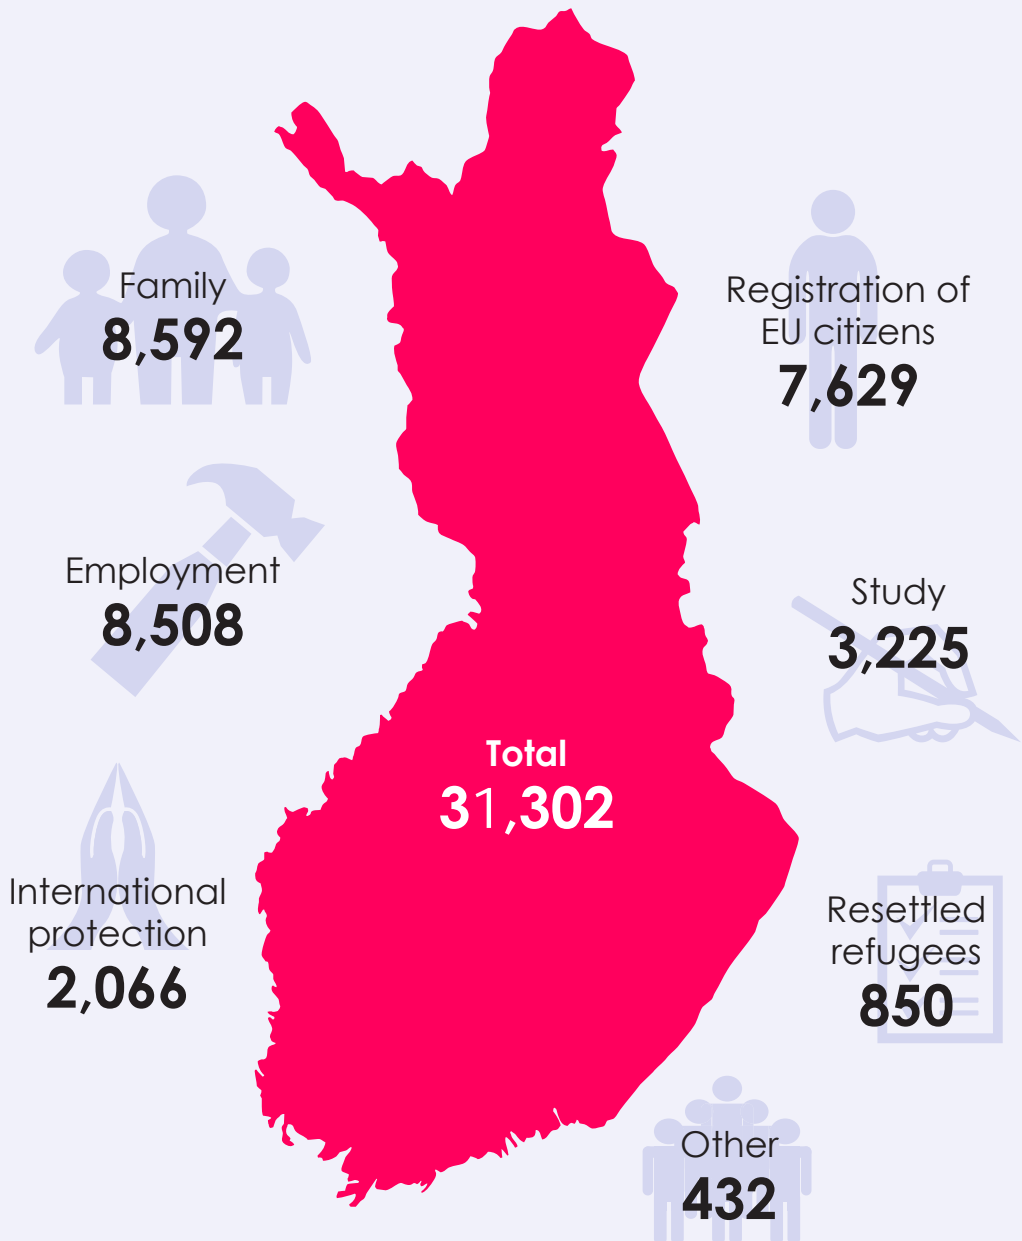 Family
8,592
Registration of
EU citizens
7,629
Employment
8,508
Study
3,225
Total
31,302
International
protection
2,066
Resettled
refugees
850
Other
432